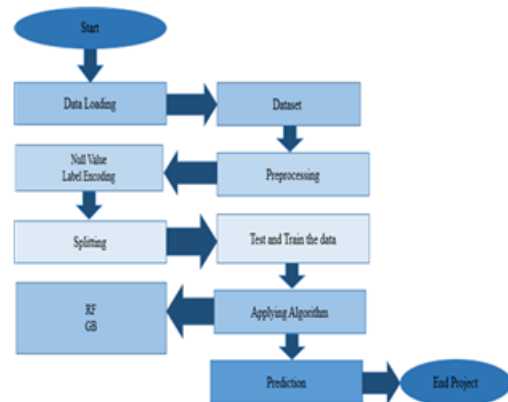 Start
Data Loading
Dataset
Null Value
Label Encoding
Preprocessing
Splitting
Test and Train the data
RF
GB
Applying Algorithm
Prediction
End Project